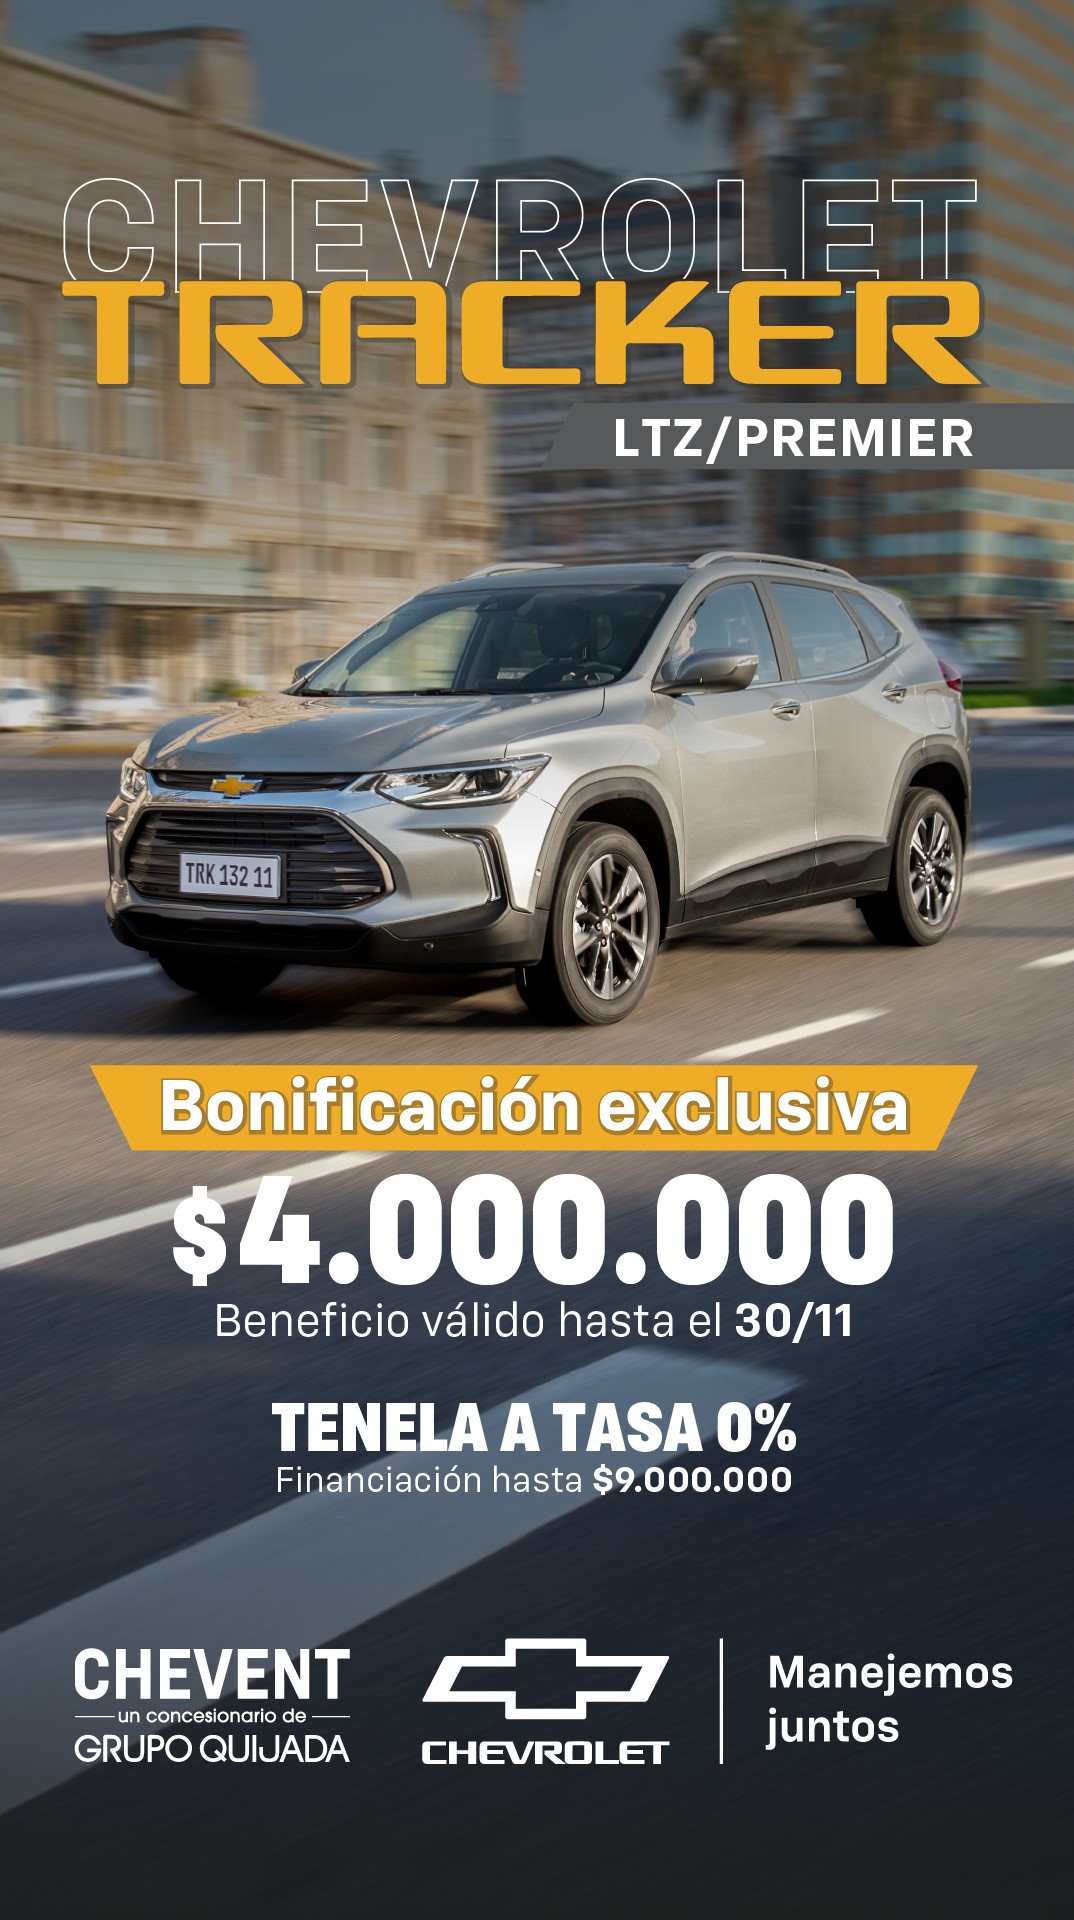 CHEVROLET
TRACKER
LTZ/PREMIER
TRK 132 11
Bonificación exclusiva
$4.000.000
Beneficio válido hasta el 30/11
TENELA A TASA 0%
Financiación hasta $9.000.000
CHEVENT
un concesionario de
GRUPO QUIJADA
CHEVROLET
Manejemos
juntos